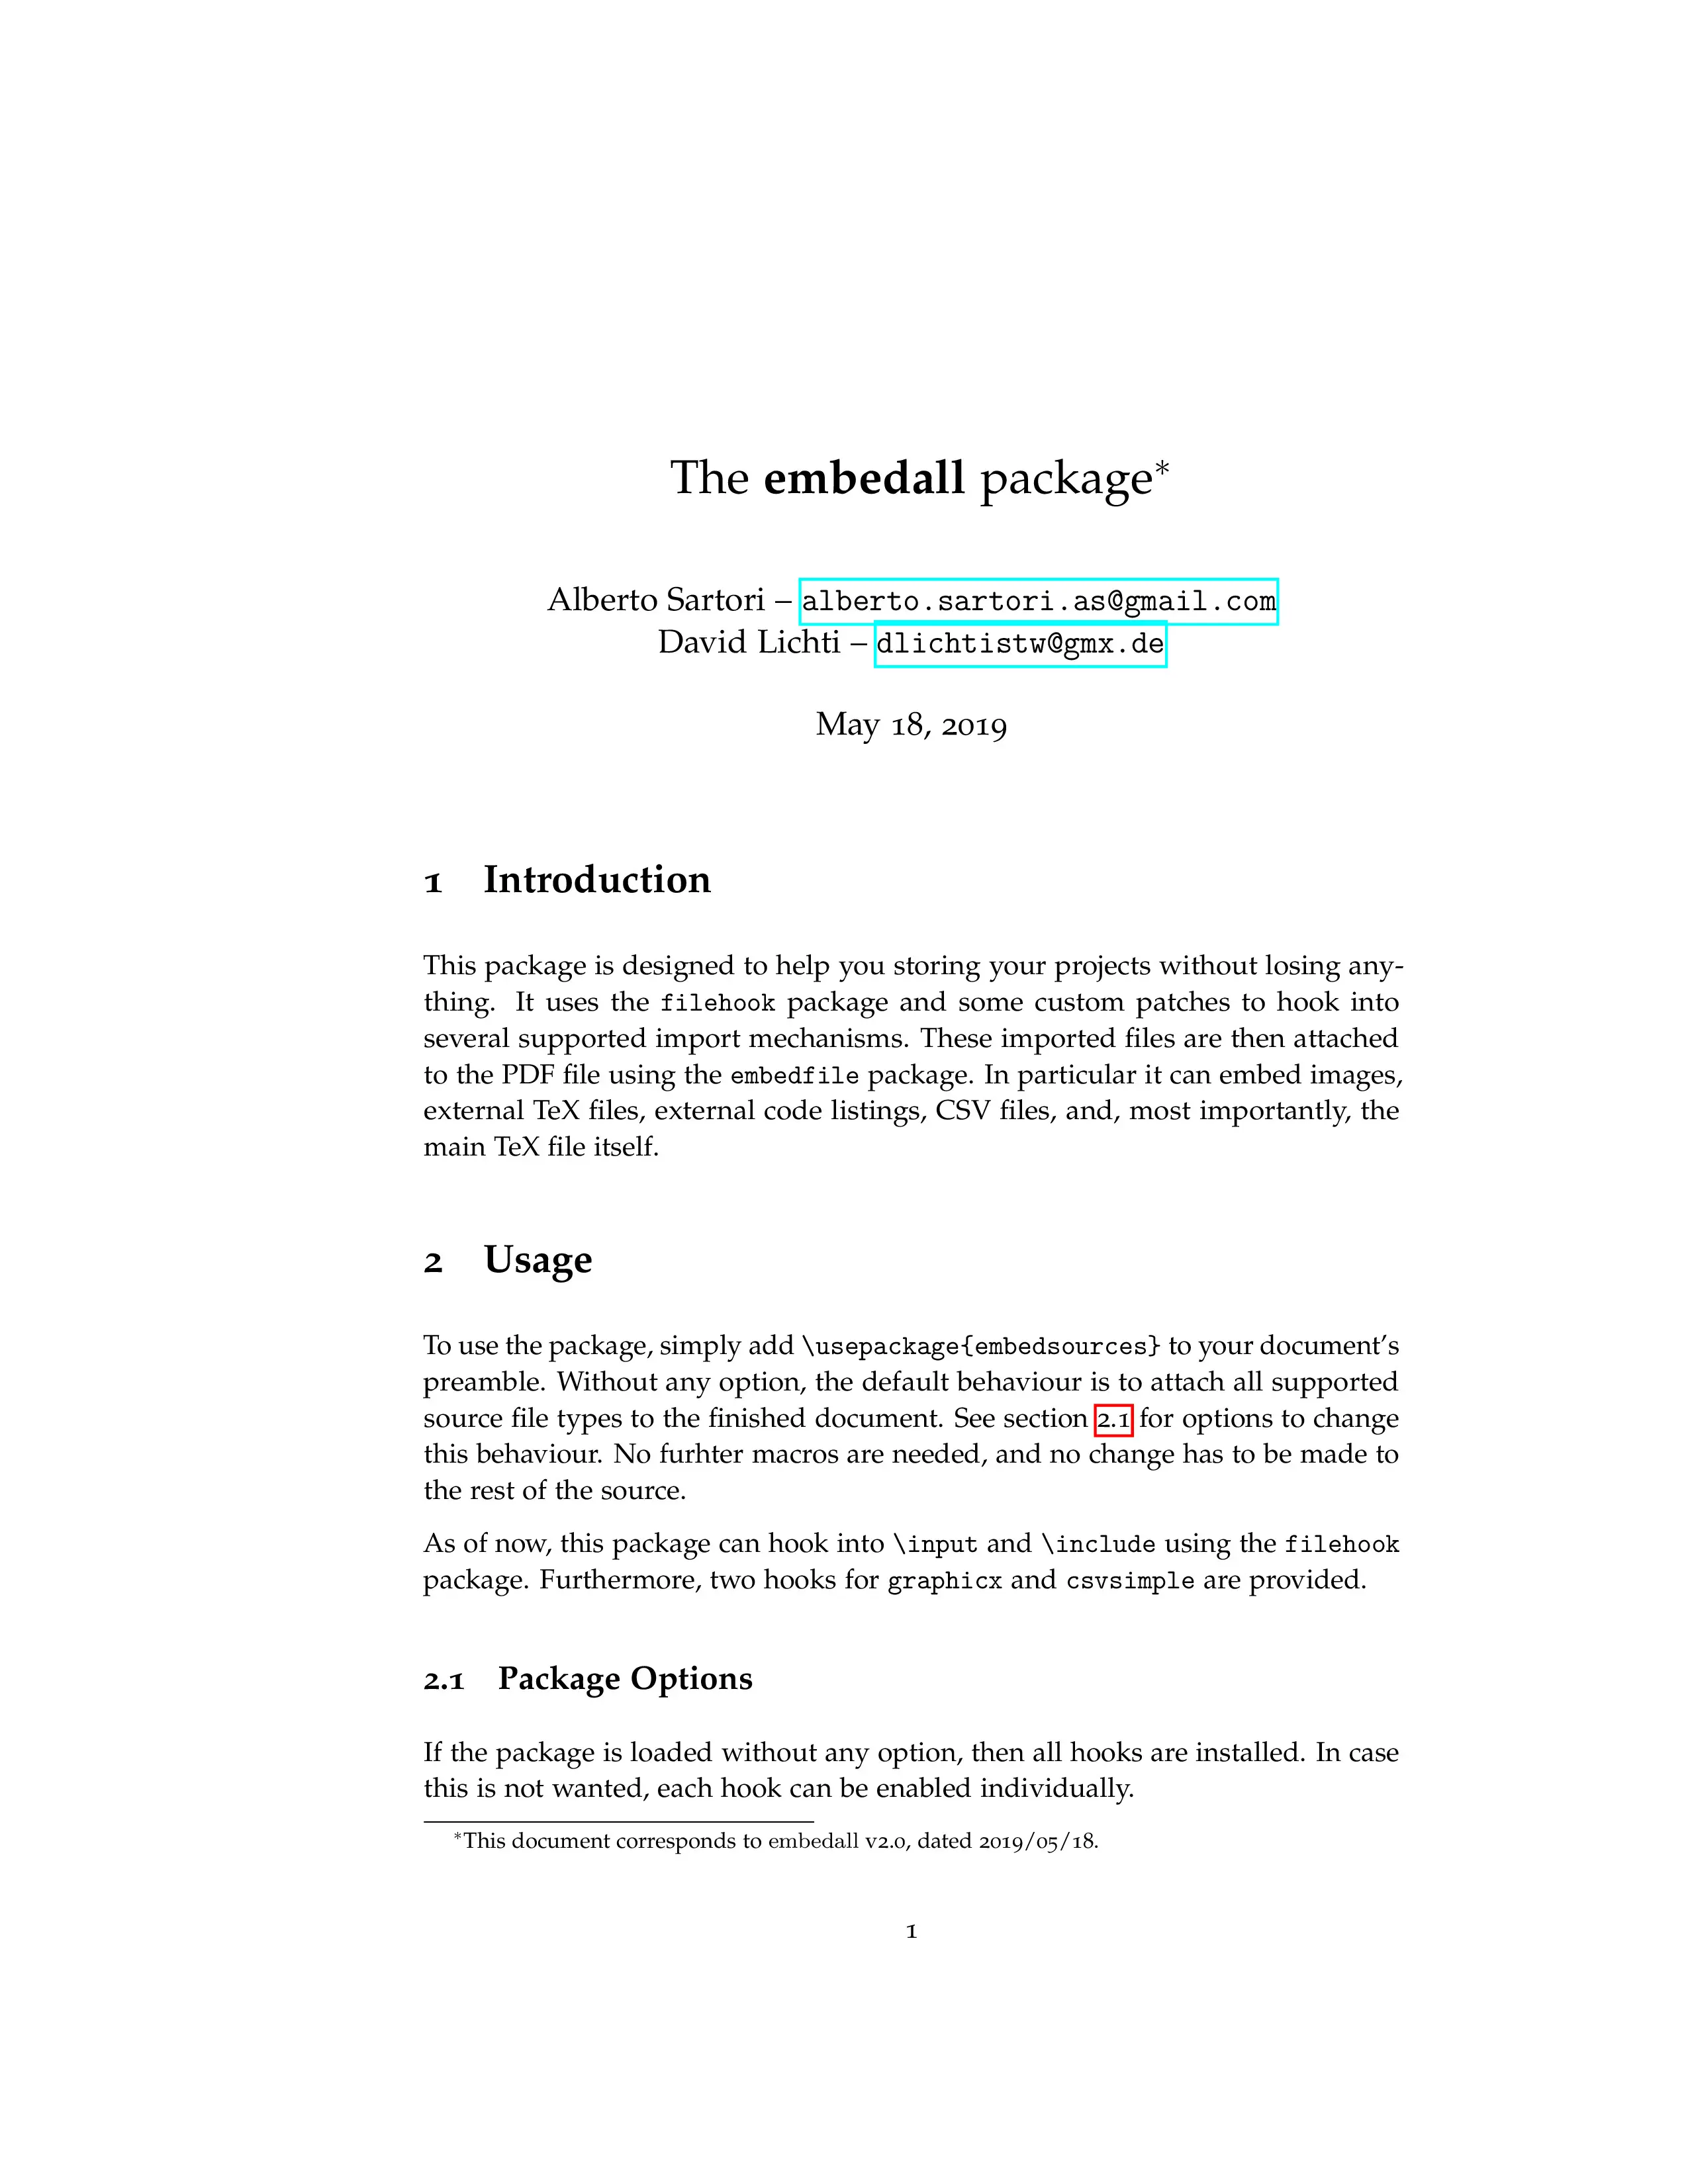 The embedall package*
Alberto Sartori – alberto.sartori.as@gmail.com
David Lichti – dlichtistw@gmx.de
May 18, 2019
1 Introduction
This package is designed to help you storing your projects without losing any-
thing. It uses the filehook package and some custom patches to hook into
several supported import mechanisms. These imported files are then attached
to the PDF file using the embedfile package. In particular it can embed images,
external TeX files, external code listings, CSV files, and, most importantly, the
main TeX file itself.
2 Usage
To use the package, simply add \usepackage{embedsources} to your document’s
preamble. Without any option, the default behaviour is to attach all supported
source file types to the finished document. See section 2.1 for options to change
this behaviour. No furhter macros are needed, and no change has to be made to
the rest of the source.
As of now, this package can hook into \input and \include using the filehook
package. Furthermore, two hooks for graphicx and csvsimple are provided.
2.1 Package Options
If the package is loaded without any option, then all hooks are installed. In case
this is not wanted, each hook can be enabled individually.
*This document corresponds to embedall v2.0, dated 2019/05/18.
1